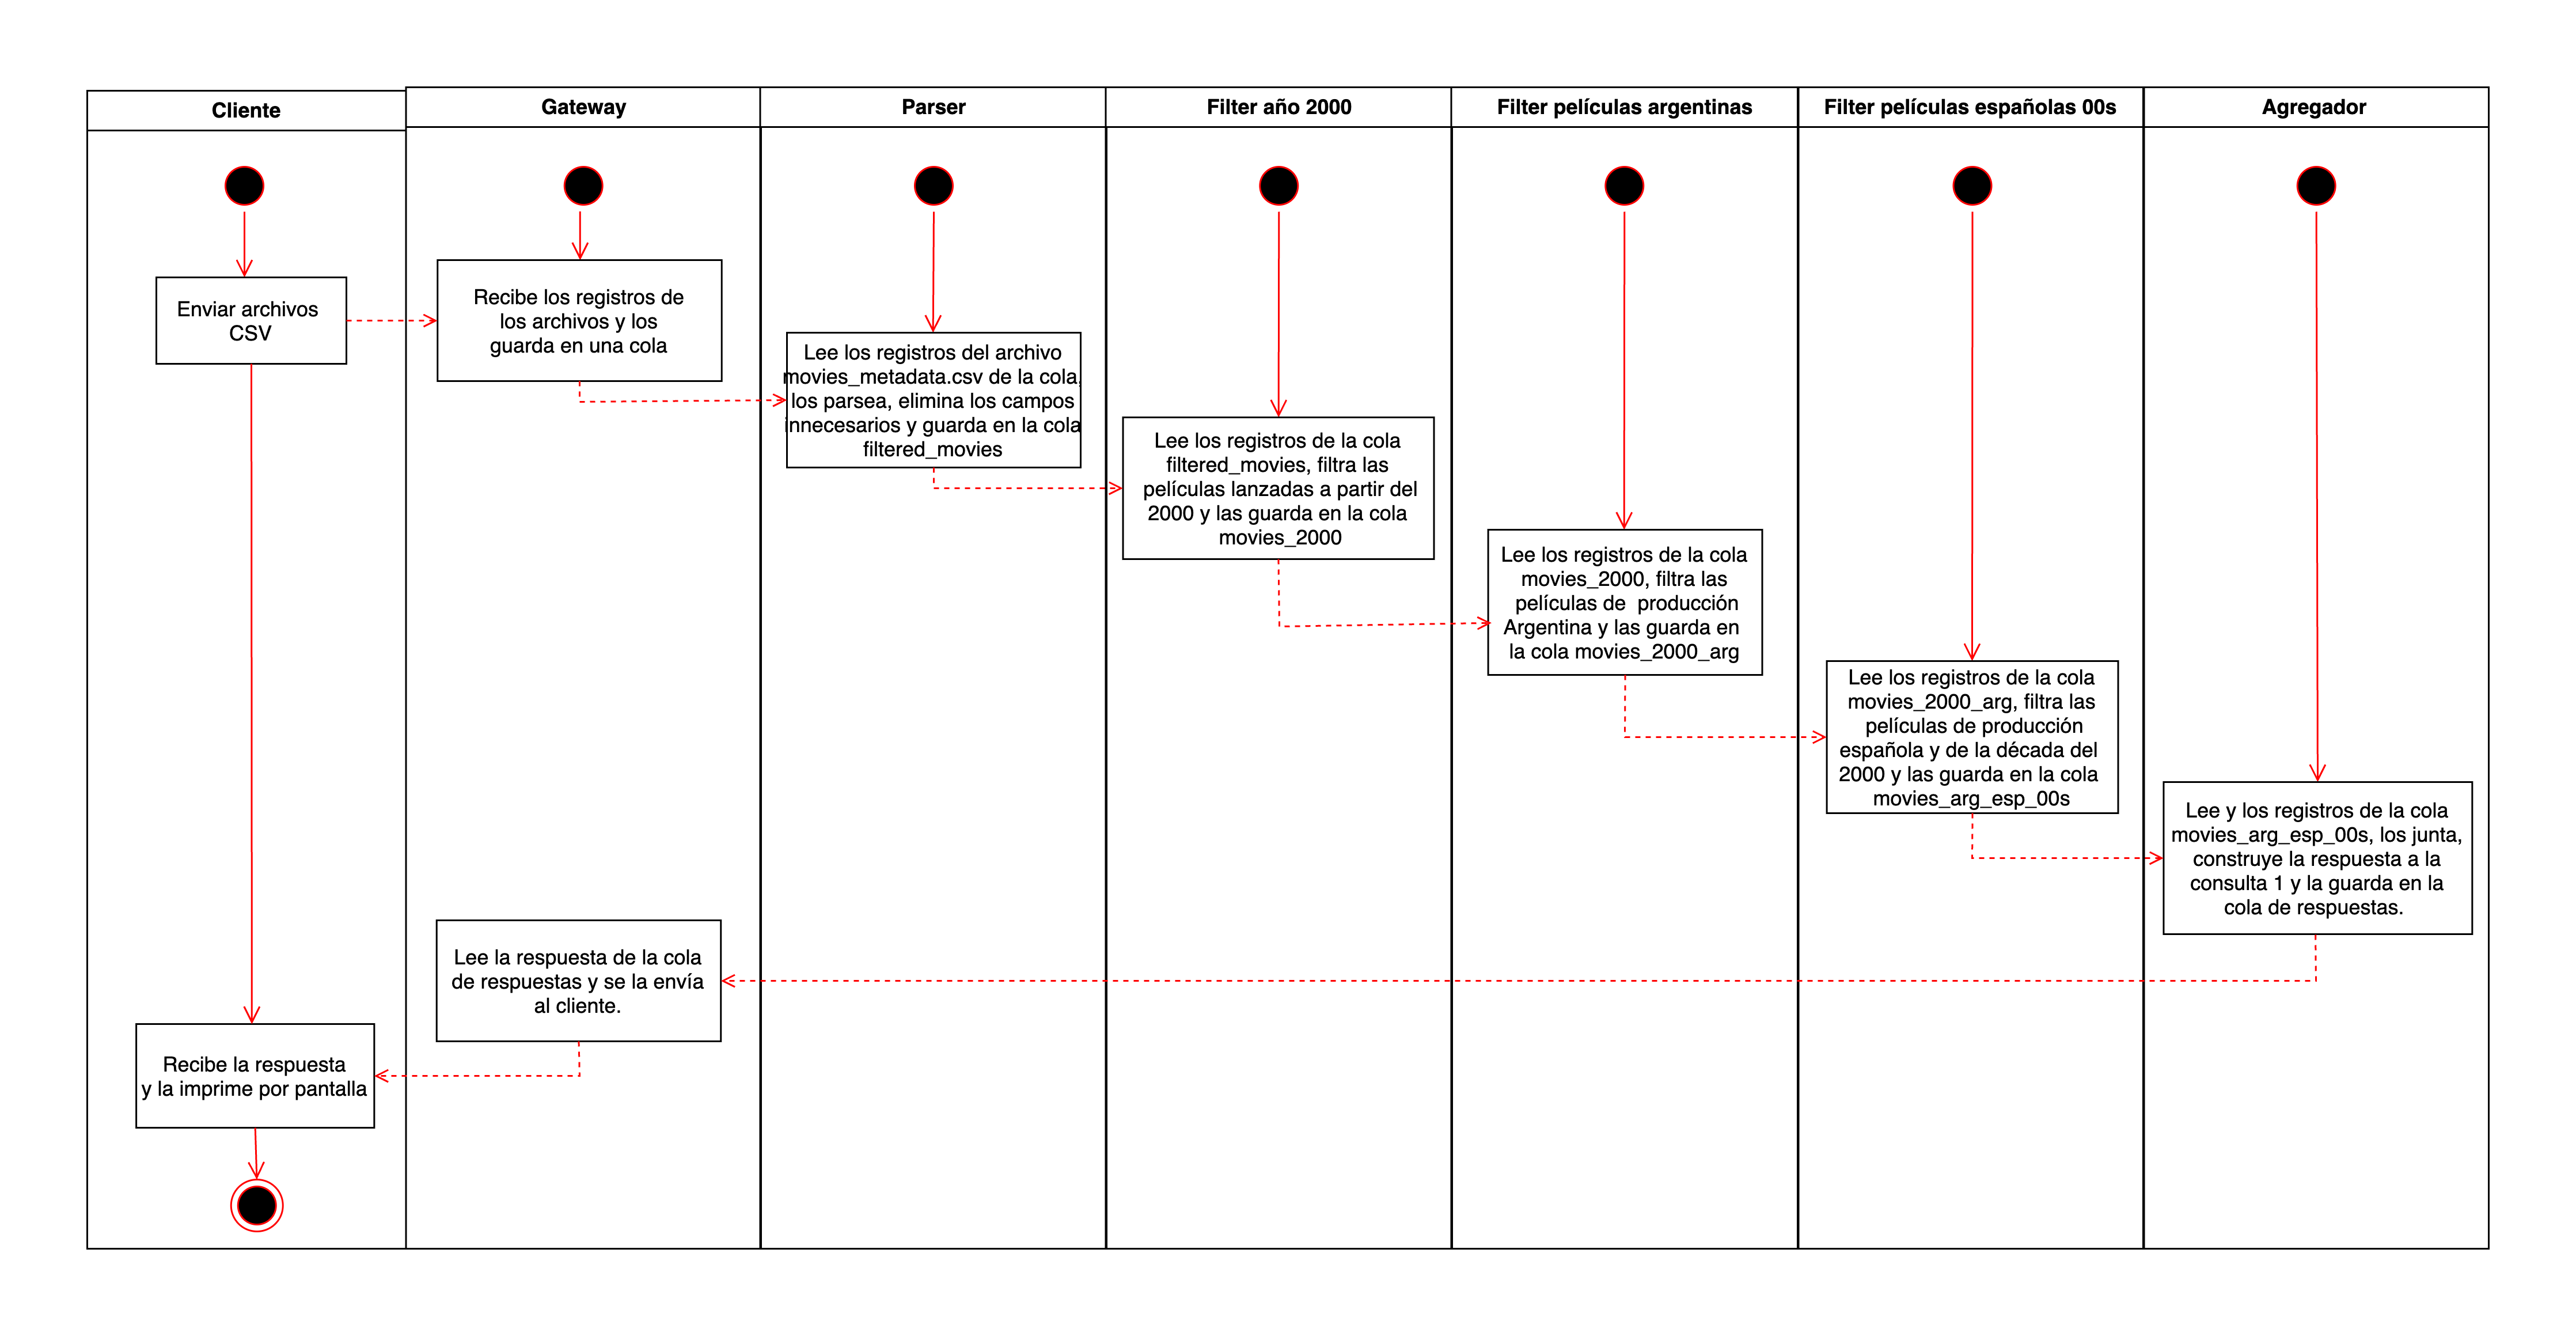 Cliente
Gateway
Parser
Filter año 2000
Filter películas argentinas
Filter películas españolas 00s
Agregador
Enviar archivos
CSV
Recibe los registros de
los archivos y los
guarda en una cola
Lee los registros del archivo
movies_metadata.csv de la cola,
los parsea, elimina los campos
innecesarios y guarda en la cola
filtered_movies
Lee los registros de la cola
filtered_movies, filtra las
películas lanzadas a partir del
2000 y las guarda en la cola
movies_2000
Lee los registros de la cola
movies_2000, filtra las
películas de producción
Argentina y las guarda en
la cola movies_2000_arg
Lee los registros de la cola
movies_2000_arg, filtra las
películas de producción
española y de la década del
2000 y las guarda en la cola
movies_arg_esp_00s
Lee y los registros de la cola
movies_arg_esp_00s, los junta,
construye la respuesta a la
consulta 1 y la guarda en la
cola de respuestas.
Lee la respuesta de la cola
de respuestas y se la envía
al cliente.
Recibe la respuesta
y la imprime por pantalla